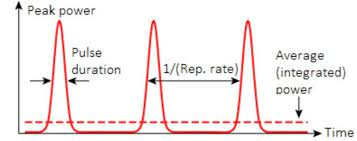 Peak power
Pulse
duration
1/(Rep. rate)
Average
(integrated)
power
Time